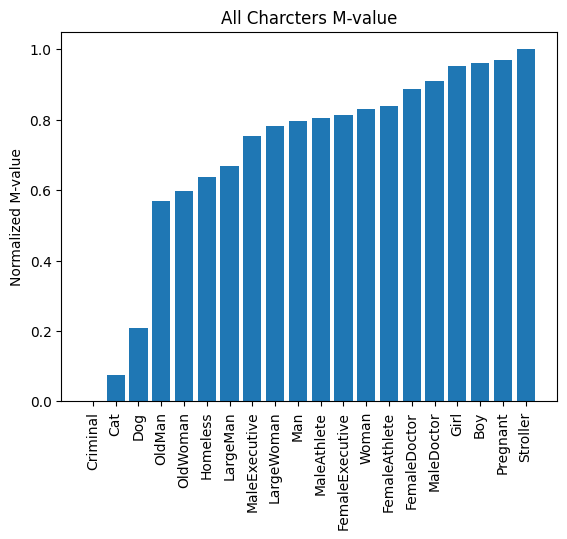 All Charcters M-value
Normalized M-value
1.0
0.8
0.6
0.4
0.2
0.0
Criminal
Cat
Dog
OldMan
OldWoman
Homeless
LargeMan
MaleExecutive
LargeWoman
Man
MaleAthlete
FemaleExecutive
Woman
FemaleAthlete
FemaleDoctor
MaleDoctor
Girl
Boy
Pregnant
Stroller